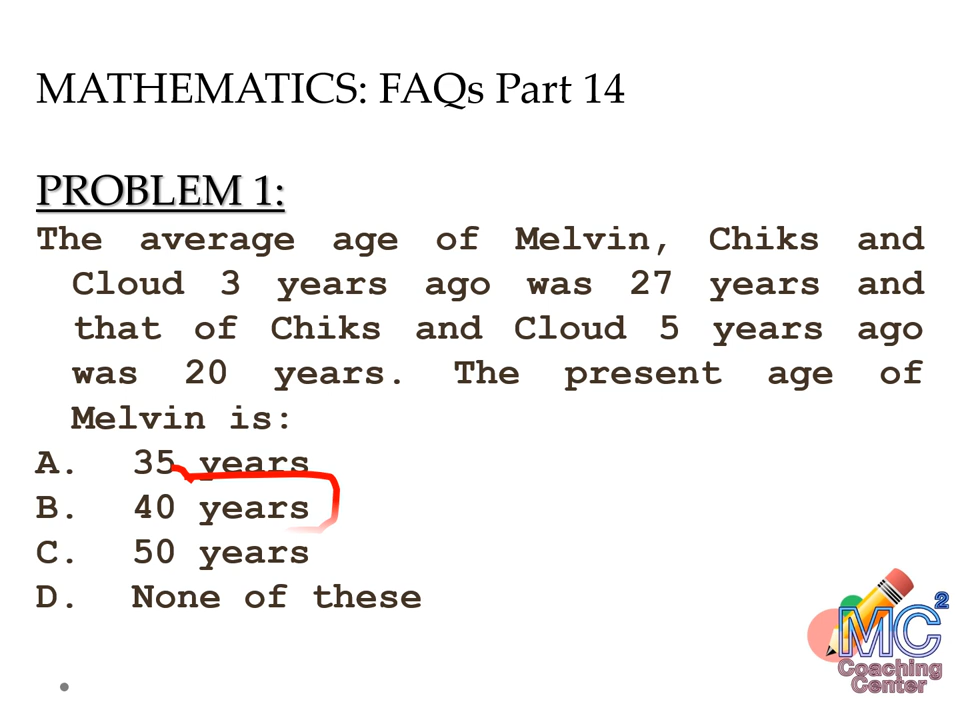 MATHEMATICS: FAQs Part 14
PROBLEM 1:
The average age of Melvin, Chiks and
Cloud 3 years ago was 27 years and
that of Chiks and Cloud 5 years ago
was 20 years. The present age of
Melvin is:
A. 35 years
B. 40 years
C. 50 years
D. None of these
MC2
Coaching
Center